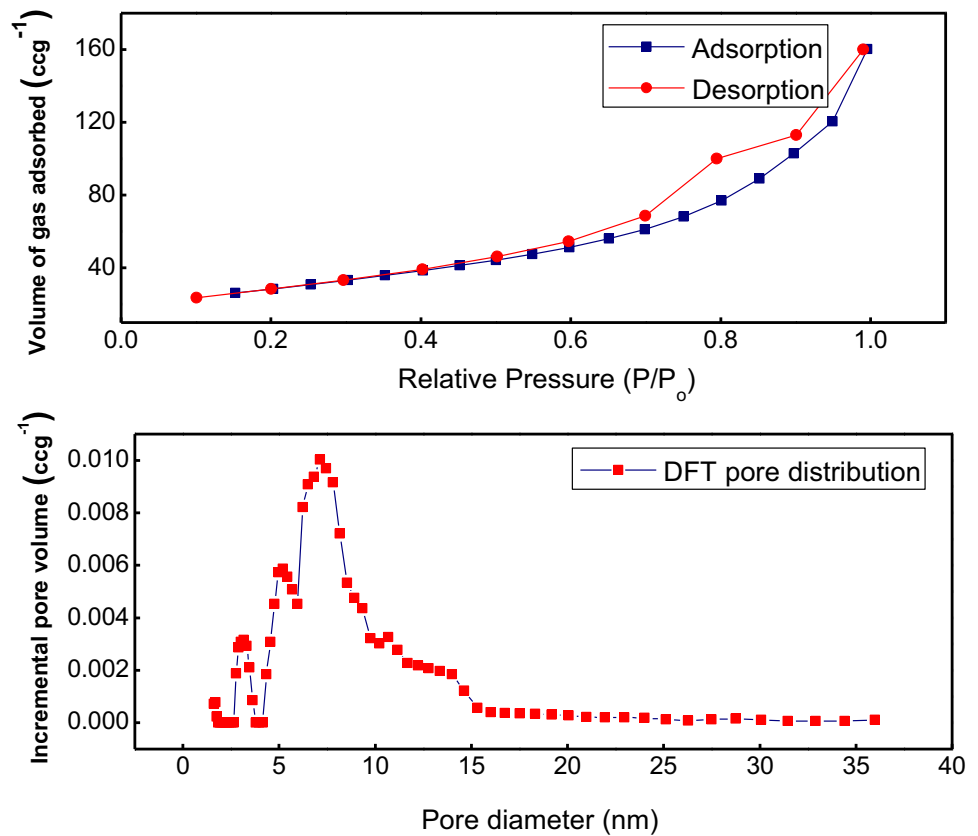 Volume of gas adsorbed (ccg-1)
160
120
80
40
Adsorption
Desorption
0.0 0.2 0.4 0.6 0.8 1.0
Relative Pressure (P/Po)
Incremental pore volume (ccg-1)
0.010
0.008
0.006
0.004
0.002
0.000
DFT pore distribution
0 5 10 15 20 25 30 35 40
Pore diameter (nm)